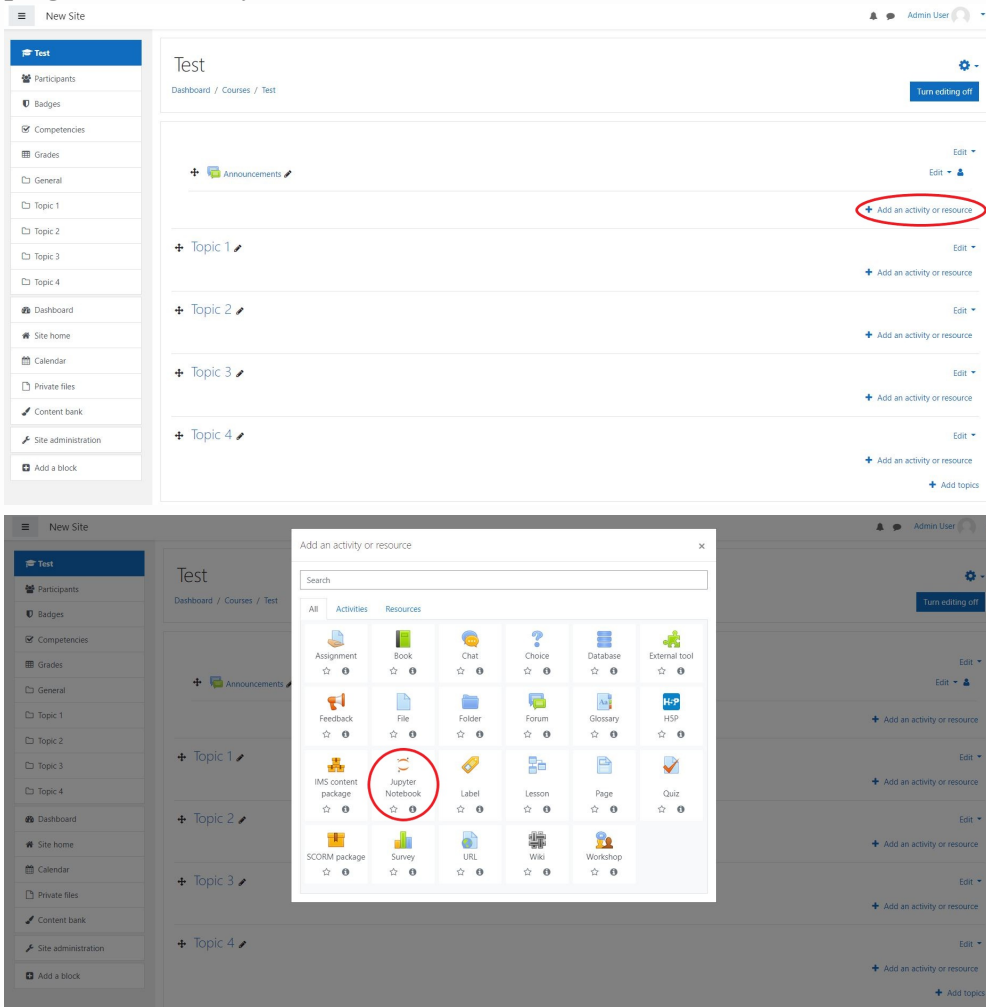 New Site
Admin User
Test
Participants
Badges
Competencies
Grades
General
Topic 1
Topic 2
Topic 3
Topic 4
Dashboard
Site home
Calendar
Private files
Content bank
Site administration
Add a block
Test
Dashboard / Courses / Test
Turn editing off
Edit
Announcements Edit
Add an activity or resource
Topic 1 Edit
Add an activity or resource
Topic 2 Edit
Add an activity or resource
Topic 3 Edit
Add an activity or resource
Topic 4 Edit
Add an activity or resource
Add topics
New Site
Admin User
Test
Participants
Badges
Competencies
Grades
General
Topic 1
Topic 2
Topic 3
Topic 4
Dashboard
Site home
Calendar
Private files
Content bank
Site administration
Add a block
Test
Dashboard / Courses / Test
Turn editing off
Edit
Announcements Edit
Add an activity or resource
Topic 1 Edit
Add an activity or resource
Topic 2 Edit
Add an activity or resource
Topic 3 Edit
Add an activity or resource
Topic 4 Edit
Add an activity or resource
Add topics
Add an activity or resource ×
Search
All Activities Resources
Assignment Book Chat Choice Database External tool
H-P
Feedback File Folder Forum Glossary H5P
IMS content Jupyter
package Notebook Label Lesson Page Quiz
SCORM package Survey URL Wiki Workshop